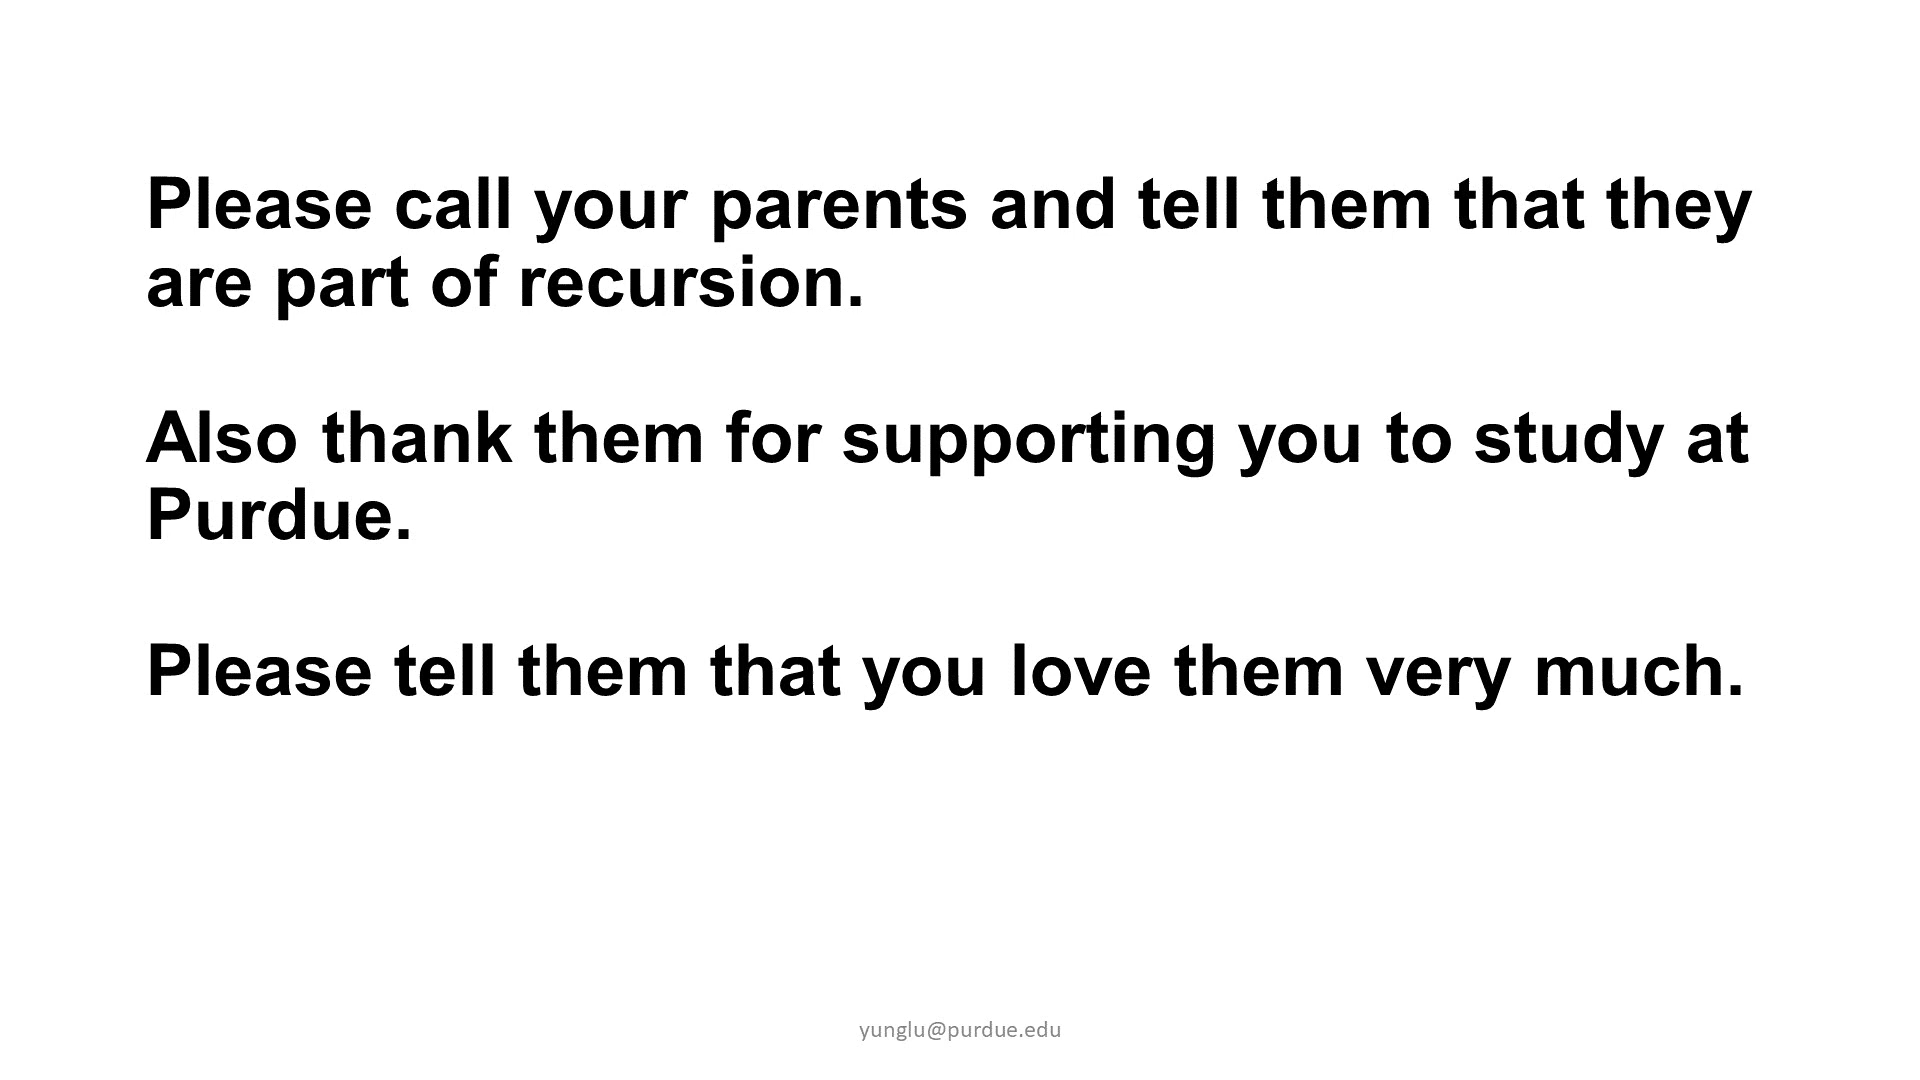 Please call your parents and tell them that they
are part of recursion.
Also thank them for supporting you to study at
Purdue.
Please tell them that you love them very much.
yunglu@purdue.edu